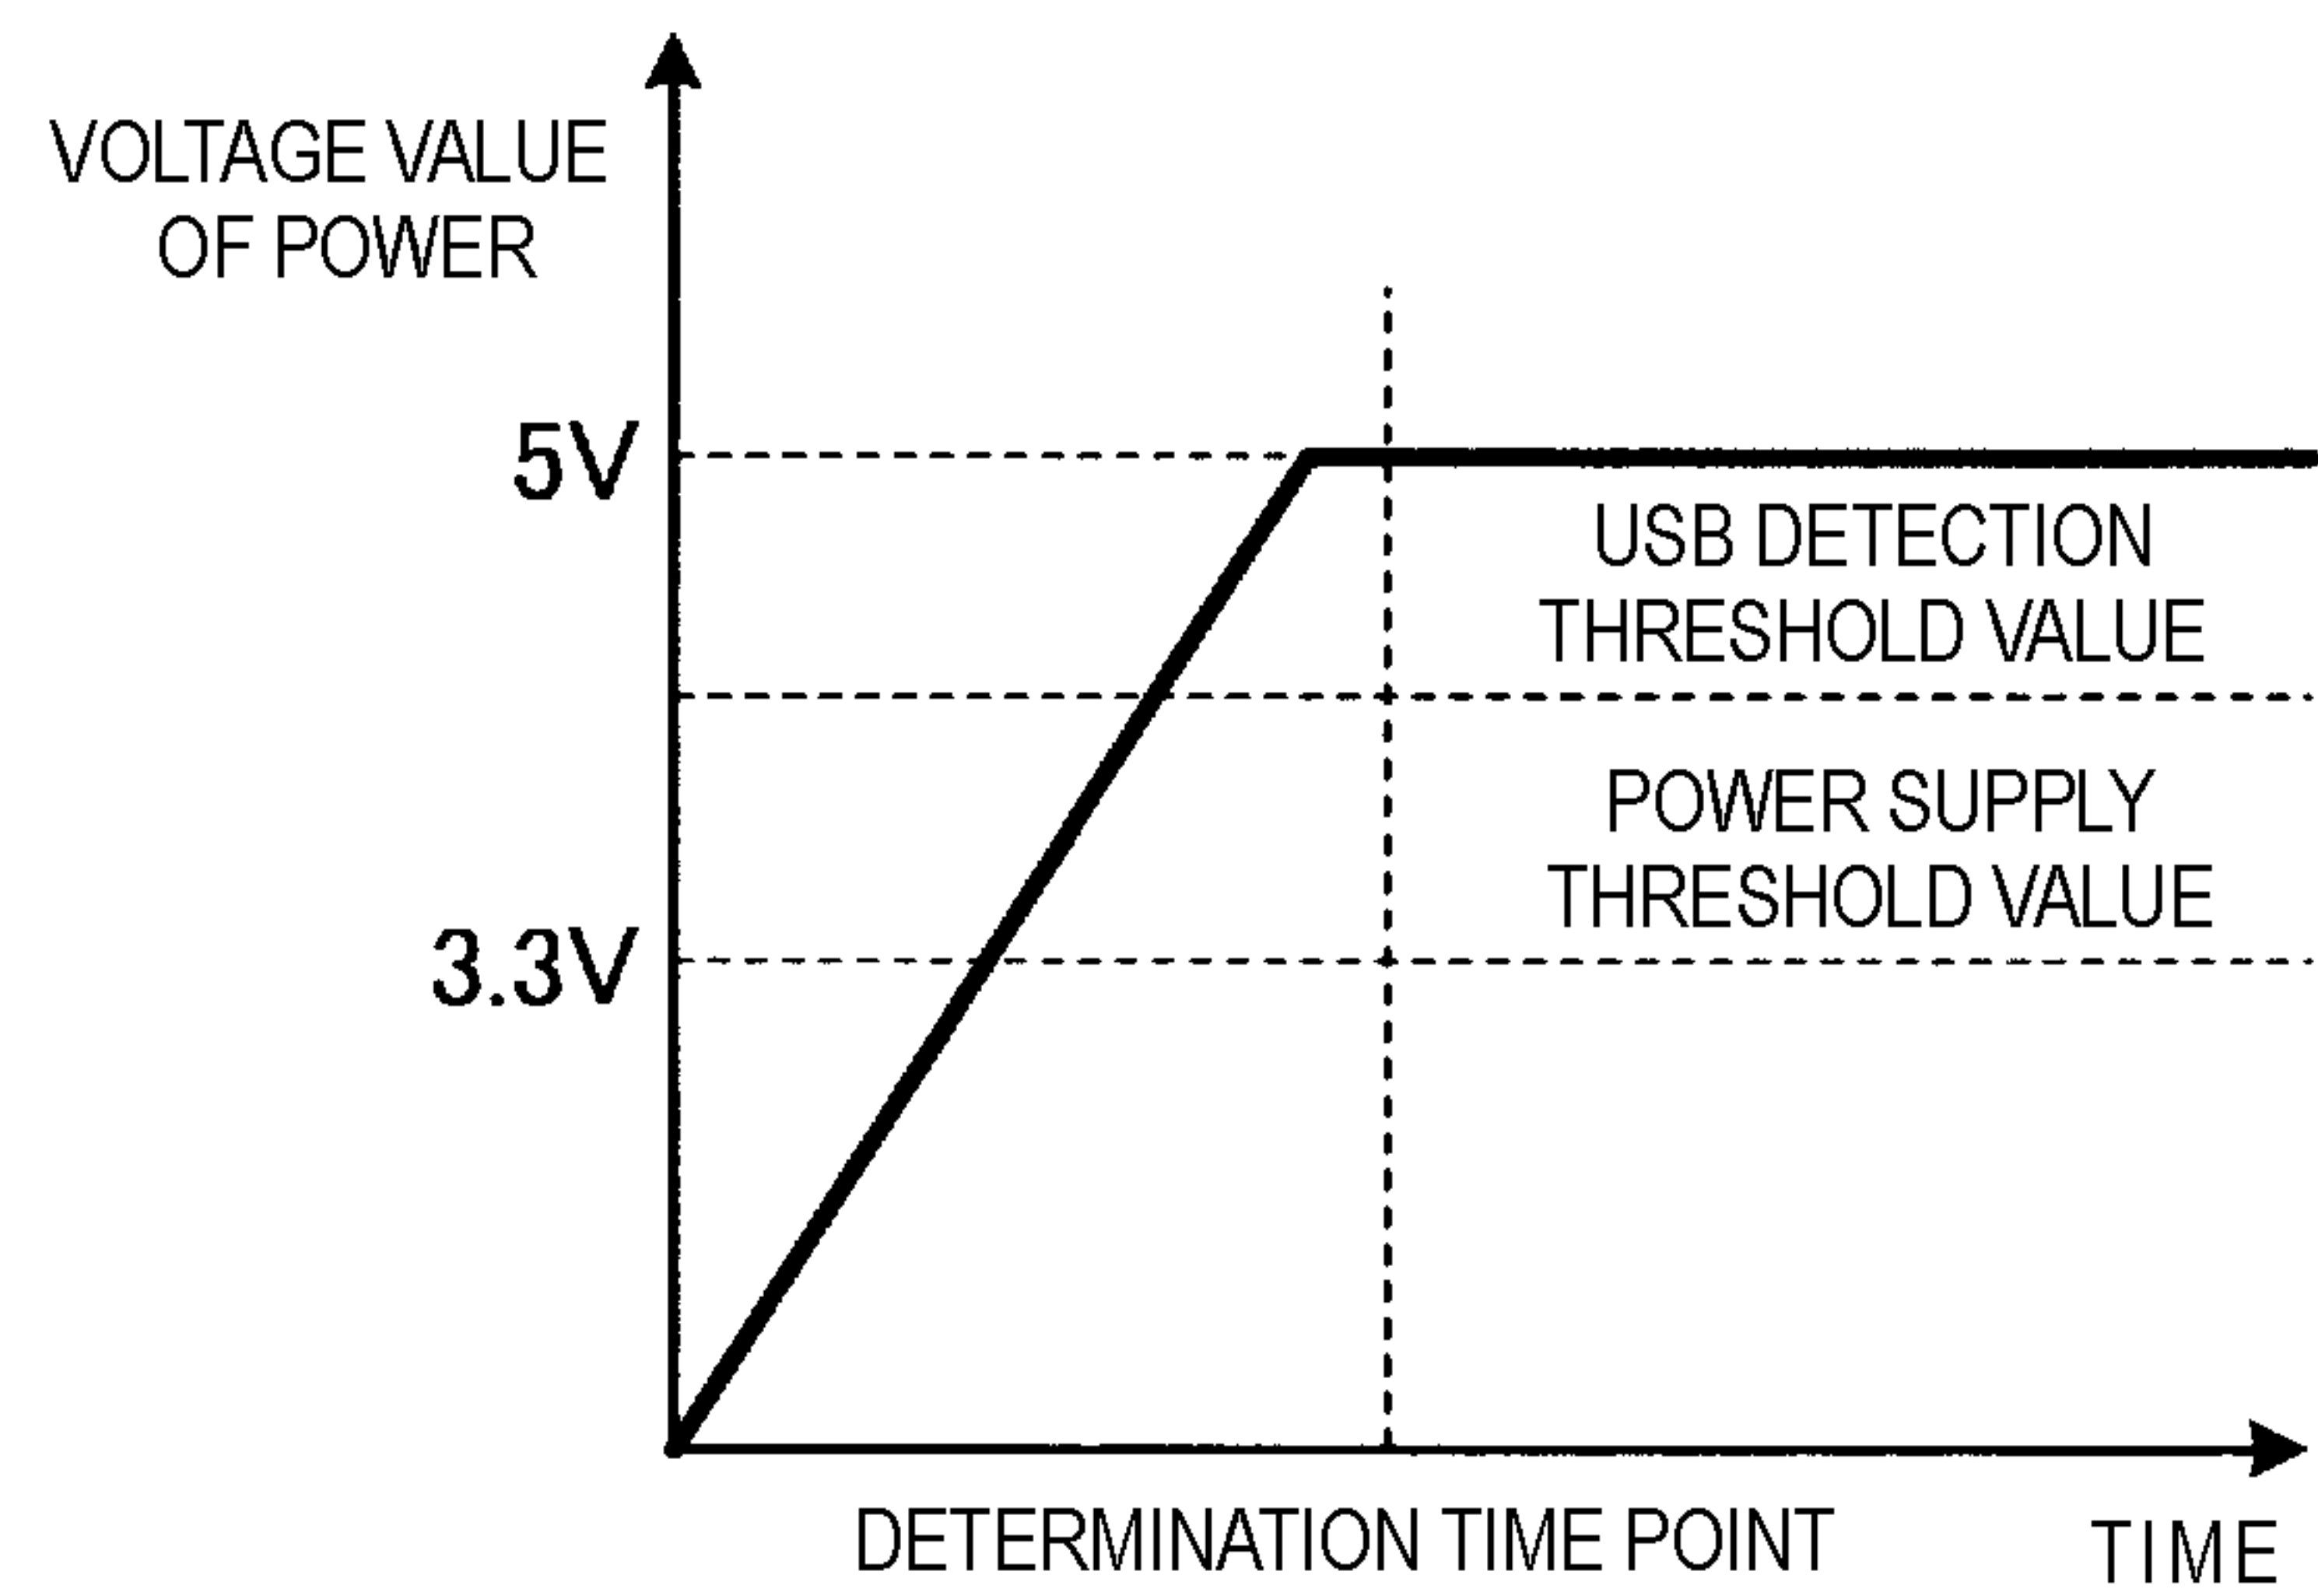 VOLTAGE VALUE
OF POWER
5V
USB DETECTION
THRESHOLD VALUE
POWER SUPPLY
THRESHOLD VALUE
3.3V
DETERMINATION TIME POINT
TIME